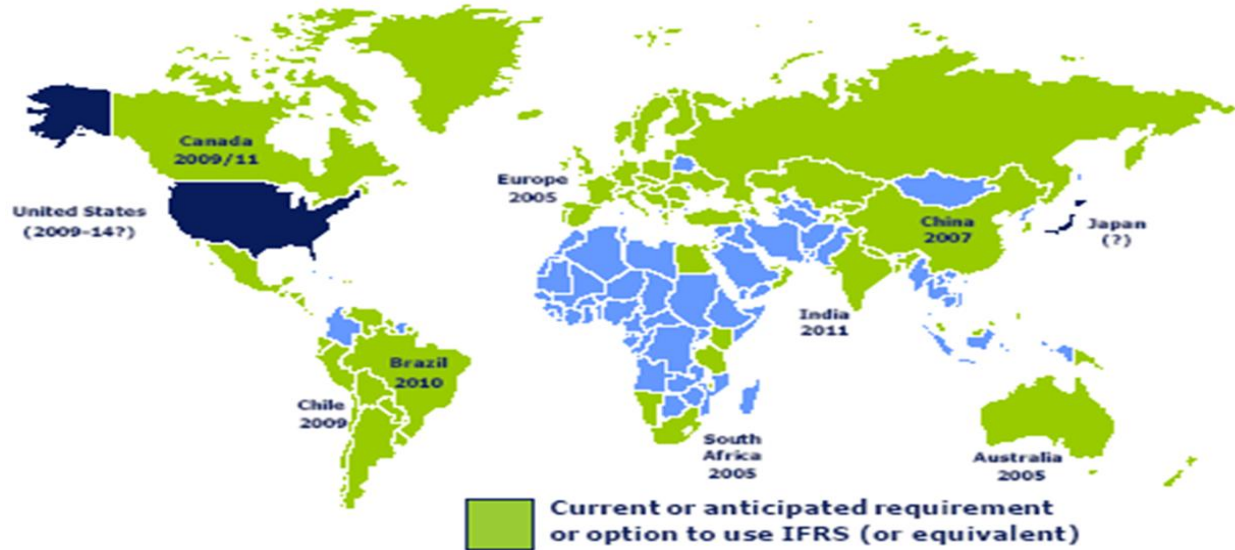 Canada
2009/11
United States
(2009-14?)
Europe
2005
China
2007
Japan
(?)
India
2011
Brazil
2010
Chile
2009
South
Africa
2005
Australia
2005
Current or anticipated requirement
or option to use IFRS (or equivalent)